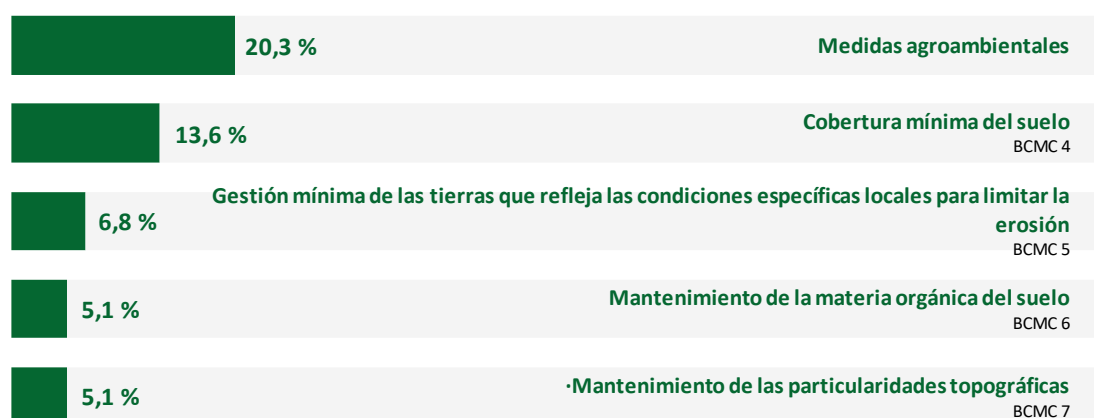 20,3 %
Medidas agroambientales
13,6 %
Cobertura mínima del suelo
BCMC 4
6,8 %
Gestión mínima de las tierras que refleja las condiciones específicas locales para limitar la
erosión
BCMC 5
5,1 %
Mantenimiento de la materia orgánica del suelo
BCMC 6
5,1 %
·Mantenimiento de las particularidades topográficas
BCMC 7